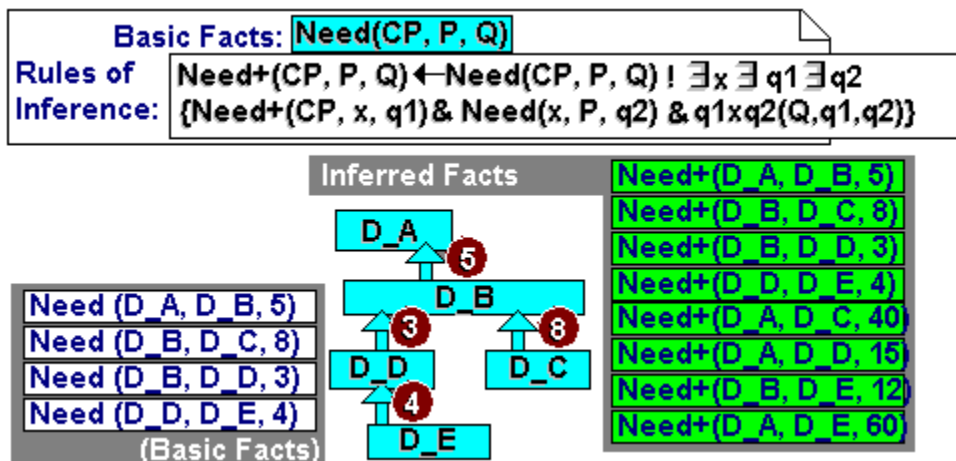 Basic Facts: Need(CP, P, Q)
Rules of Inference:
Need+(CP, P, Q)←Need(CP, P, Q) ! ∃x ∃ q1 ∃q2
{Need+(CP, x, q1)& Need(x, P, q2) &q1xq2(Q,q1,q2)}
Inferred Facts
Need+(D_A, D_B, 5)
Need+(D_B, D_C, 8)
Need+(D_B, D_D, 3)
Need+(D_D, D_E, 4)
Need+(D_A, D_C, 40)
Need+(D_A, D_D, 15)
Need+(D_B, D_E, 12)
Need+(D_A, D_E, 60)
D_A
5
D_B
3
8
D_D
D_C
4
D_E
Need (D_A, D_B, 5)
Need (D_B, D_C, 8)
Need (D_B, D_D, 3)
Need (D_D, D_E, 4)
(Basic Facts)